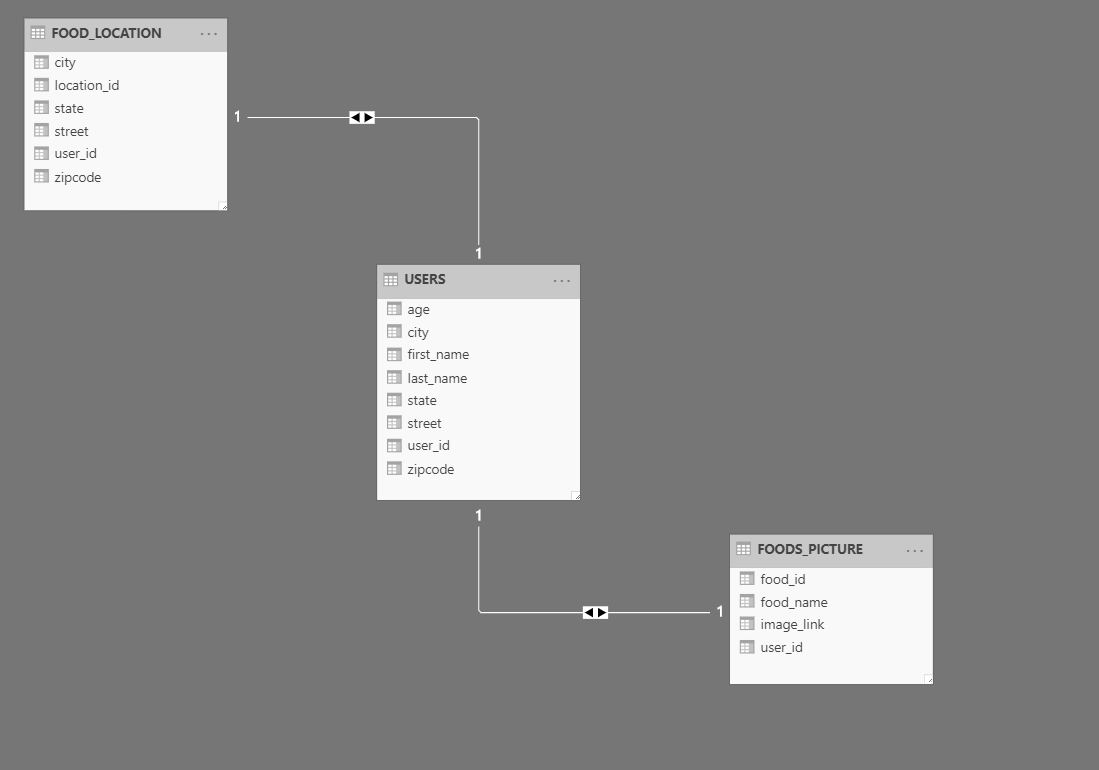 FOOD_LOCATION ...
city
location_id
state
street
user_id
zipcode
1
1
USERS ...
age
city
first_name
last_name
state
street
user_id
zipcode
1
1
FOODS_PICTURE ...
food_id
food_name
image_link
user_id